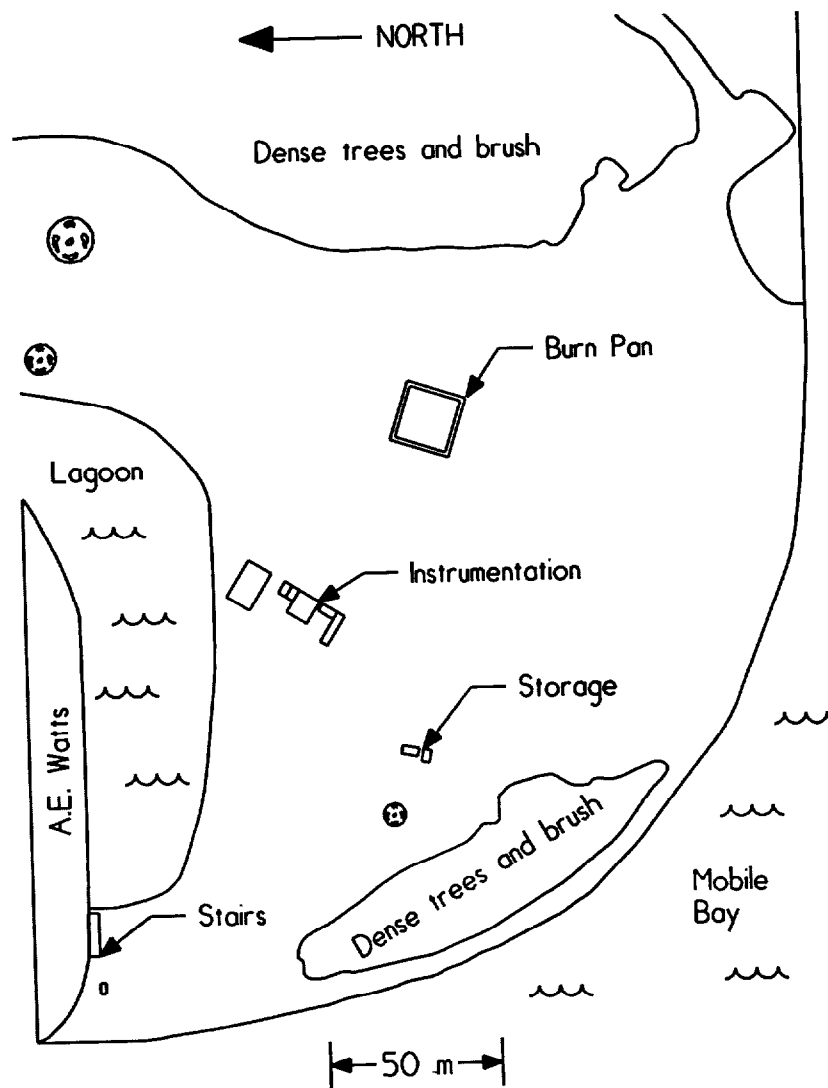 NORTH
Dense trees and brush
Burn Pan
Lagoon
Instrumentation
Storage
A.E. Watts
Dense trees and brush
Mobile
Bay
Stairs
50 m